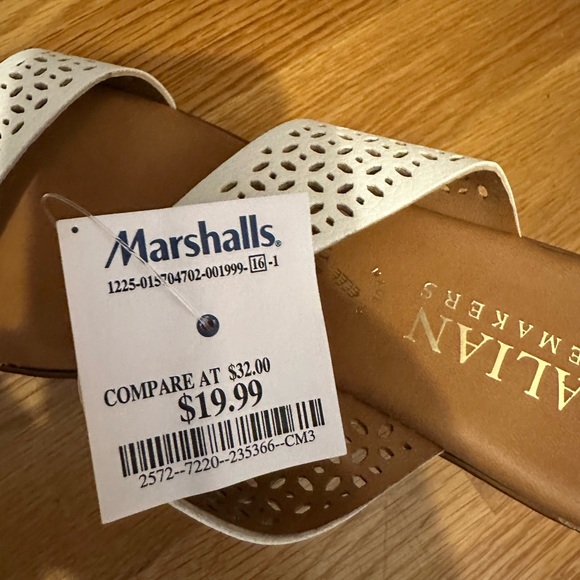 Marshalls.
1225-015704702-001999-16-1
COMPARE AT $32.00
$19.99
2572--7220--235366--CM3
ALIAN
EMAKERS